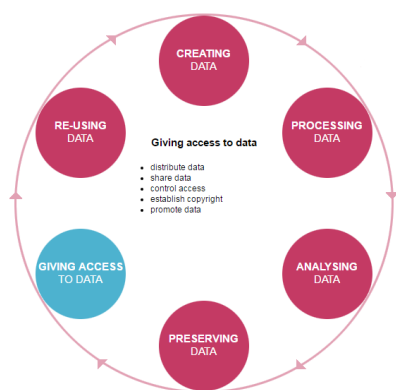 CREATING
DATA
RE-USING
DATA
PROCESSING
DATA
Giving access to data
• distribute data
• share data
• control access
• establish copyright
• promote data
GIVING ACCESS
TO DATA
ANALYSING
DATA
PRESERVING
DATA